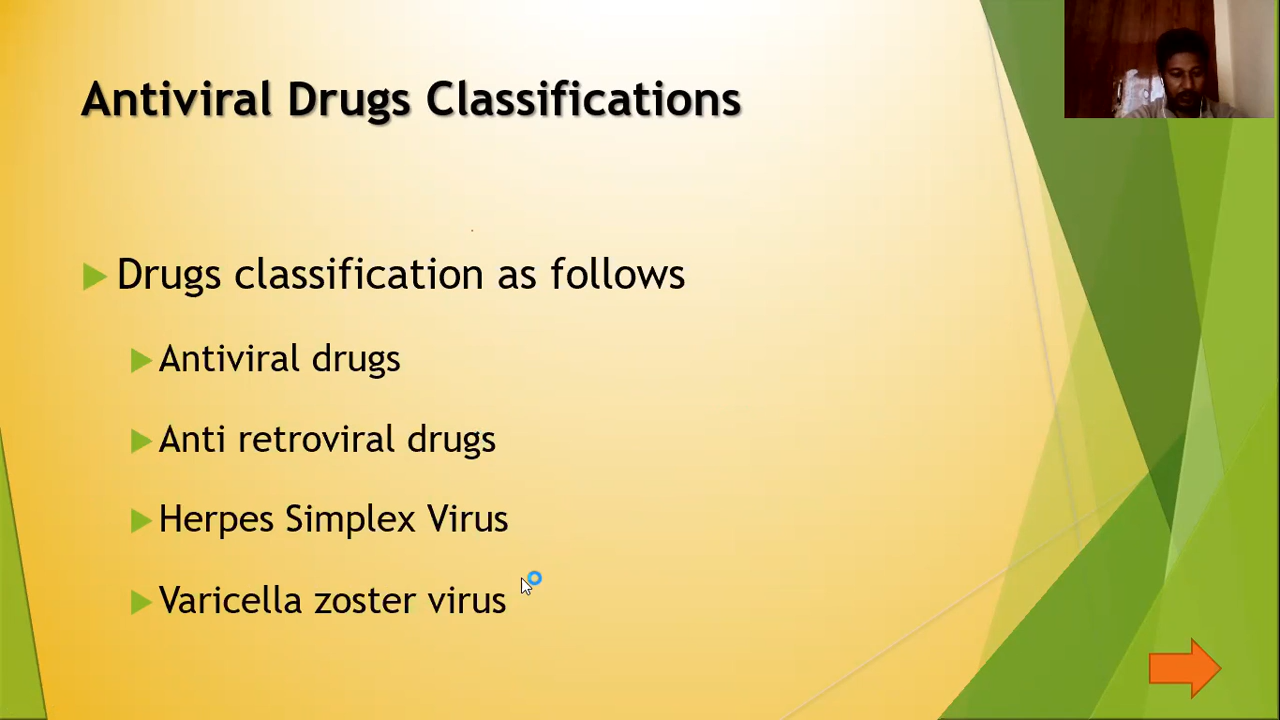 Antiviral Drugs Classifications
Drugs classification as follows
Antiviral drugs
Anti retroviral drugs
Herpes Simplex Virus
Varicella zoster virus